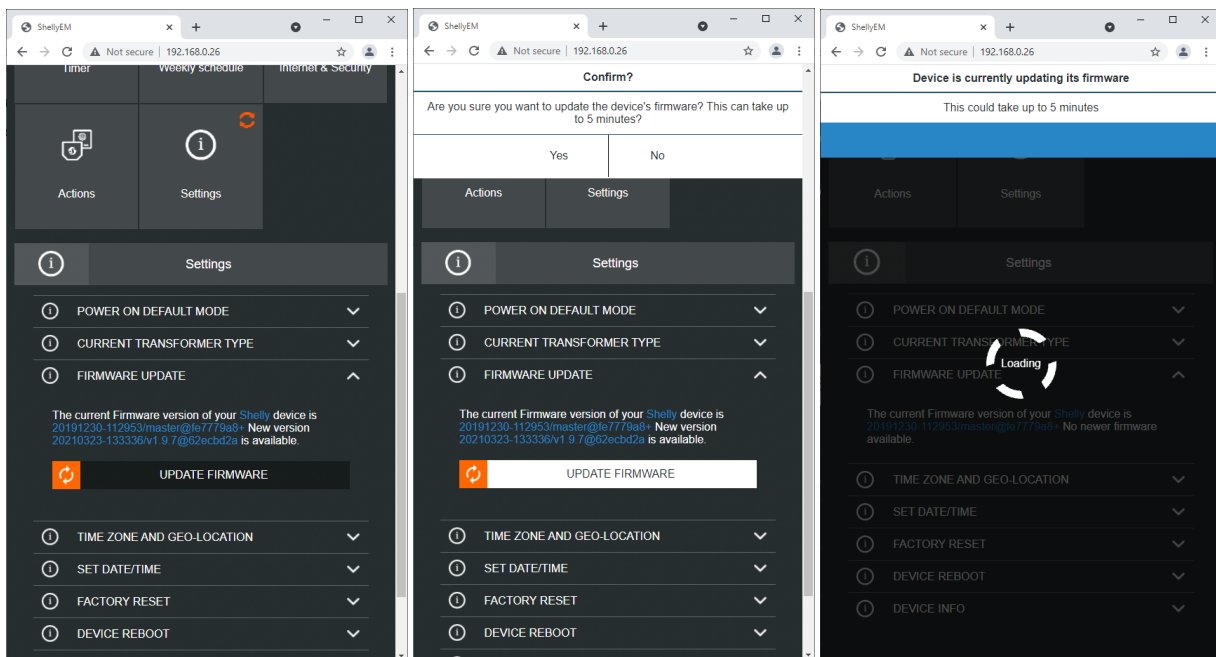 ShellyEM
Not secure | 192.168.0.26
Timer
Weekly schedule
Internet & Security
Actions
Settings
Settings
POWER ON DEFAULT MODE
CURRENT TRANSFORMER TYPE
FIRMWARE UPDATE
The current Firmware version of your Shelly device is
20191230-112953/master@fe7779a8+ New version
20210323-133336/v1.9.7@62ecbd2a is available.
UPDATE FIRMWARE
TIME ZONE AND GEO-LOCATION
SET DATE/TIME
FACTORY RESET
DEVICE REBOOT
ShellyEM
Not secure | 192.168.0.26
Confirm?
Are you sure you want to update the device's firmware? This can take up
to 5 minutes?
Yes
No
Actions
Settings
Settings
POWER ON DEFAULT MODE
CURRENT TRANSFORMER TYPE
FIRMWARE UPDATE
The current Firmware version of your Shelly device is
20191230-112953/master@fe7779a8+ New version
20210323-133336/v1.9.7@62ecbd2a is available.
UPDATE FIRMWARE
TIME ZONE AND GEO-LOCATION
SET DATE/TIME
FACTORY RESET
DEVICE REBOOT
ShellyEM
Not secure | 192.168.0.26
Device is currently updating its firmware
This could take up to 5 minutes
Actions
Settings
Settings
POWER ON DEFAULT MODE
CURRENT TRANSFORMER TYPE
Loading
FIRMWARE UPDATE
The current Firmware version of your Shelly device is
20191230-112953/master@fe7779a8+ No newer firmware
available.
TIME ZONE AND GEO-LOCATION
SET DATE/TIME
FACTORY RESET
DEVICE REBOOT
DEVICE INFO